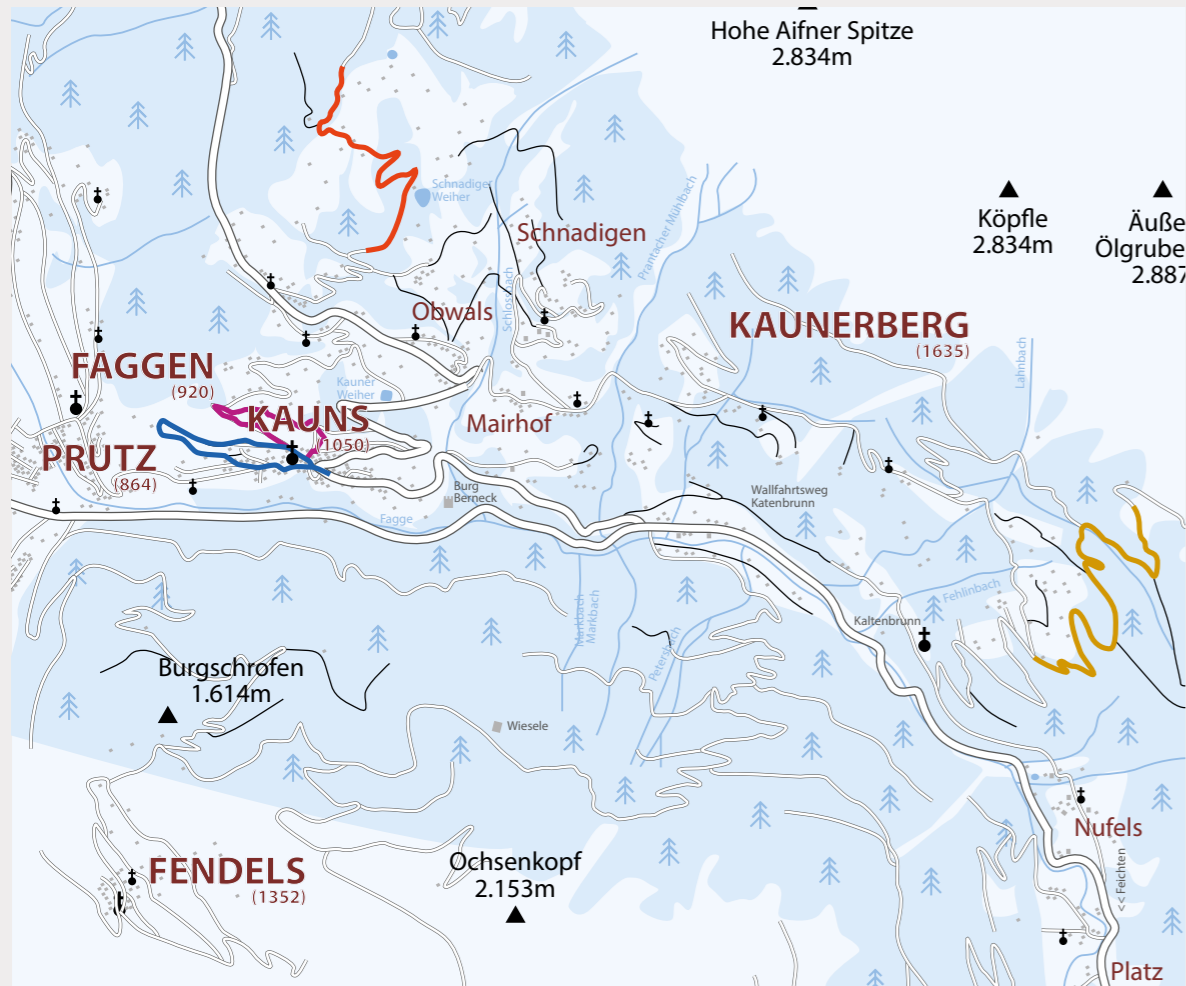 Hohe Aifner Spitze
2.834m
Schnadiger
Weiher
Prantacher Mühlbach
Köpfle
2.834m
Äuße
Ölgrube
2.887
Schnadigen
Schlossbach
Obwals
KAUNERBERG
(1635)
Lahnbach
FAGGEN
(920)
Kauner
Weiher
KAUNS
(1050)
Mairhof
PRUTZ
(864)
Burg
Berneck
Wallfahrtsweg
Katenbrunn
Fagge
Fehlinbach
Markbach
Markbach
Kaltenbrunn
Petersbach
Burgschrofen
1.614m
Wiesele
Nufels
Ochsenkopf
2.153m
FENDELS
(1352)
<< Feichten
Platz